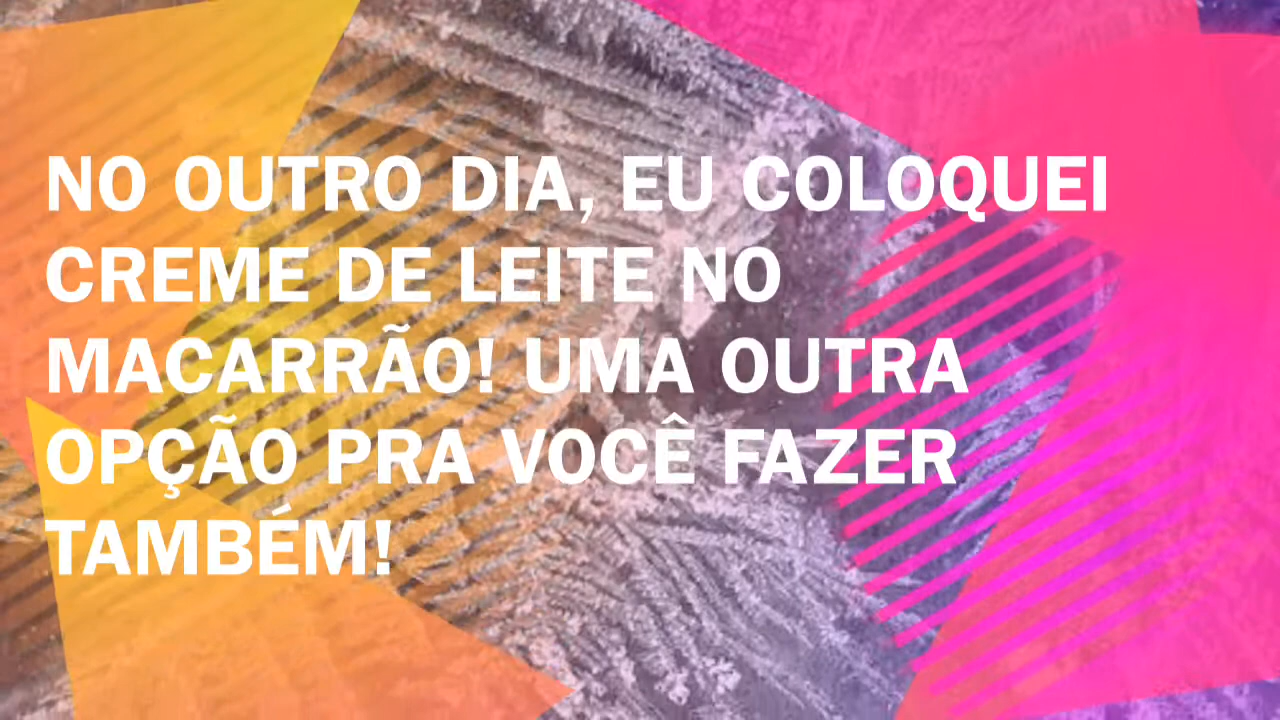 NO OUTRO DIA, EU COLOQUEI
CREME DE LEITE NO
MACARRÃO! UMA OUTRA
OPÇÃO PRA VOCÊ FAZER
TAMBÉM!